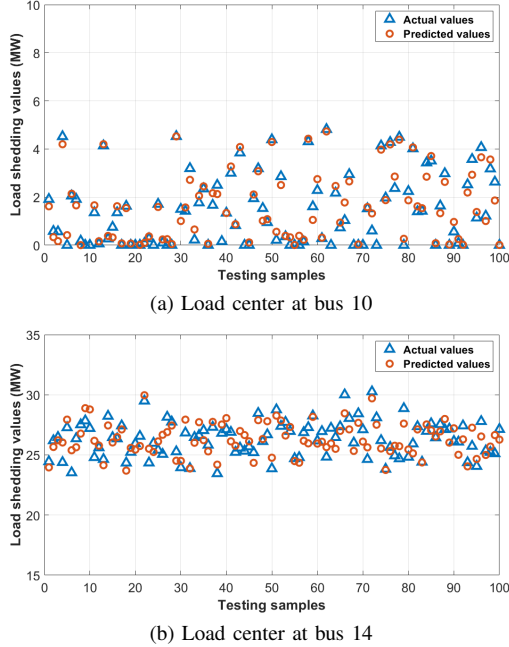 10
8
6
4
2
0
Load shedding values (MW)
Actual values
Predicted values
0 10 20 30 40 50 60 70 80 90 100
Testing samples
(a) Load center at bus 10
35
30
25
20
15
Load shedding values (MW)
Actual values
Predicted values
0 10 20 30 40 50 60 70 80 90 100
Testing samples
(b) Load center at bus 14